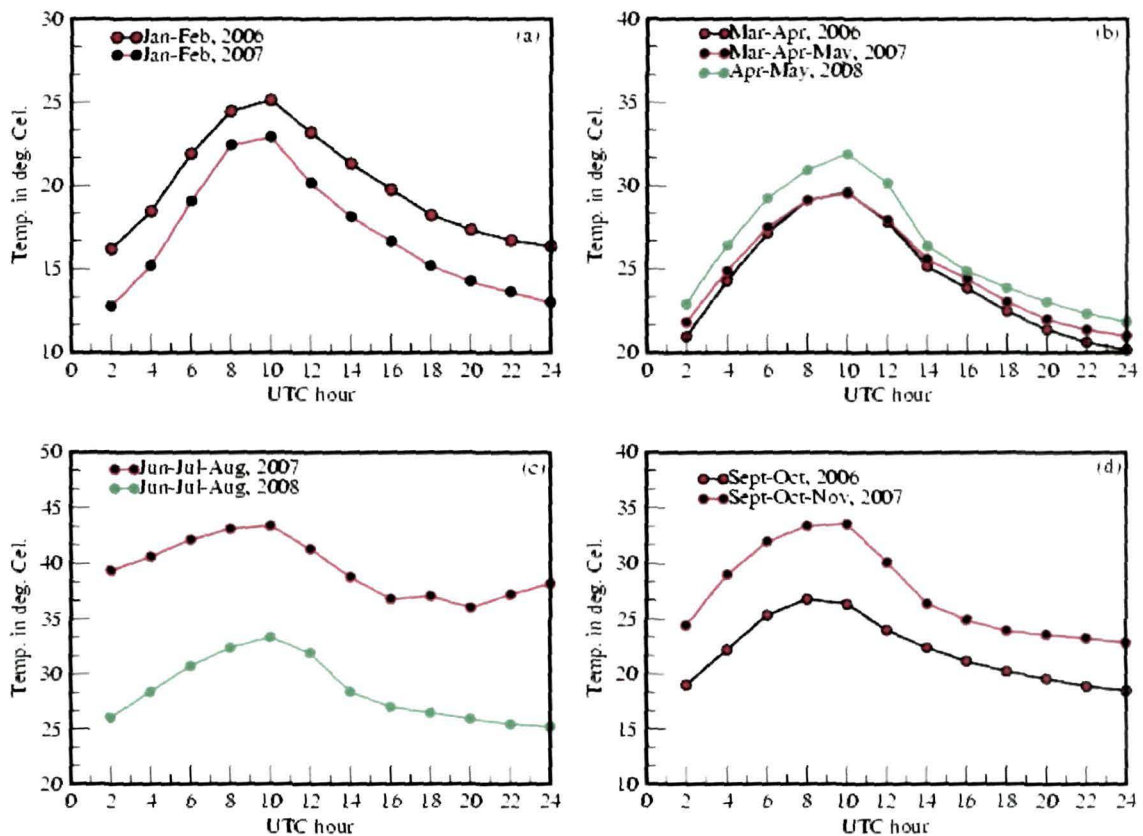 (a)
Jan-Feb, 2006
Jan-Feb, 2007
30
25
20
15
10
Temp. in deg. Cel.
0 2 4 6 8 10 12 14 16 18 20 22 24
UTC hour
(b)
Mar-Apr, 2006
Mar-Apr-May, 2007
Apr-May, 2008
40
35
30
25
20
Temp. in deg. Cel.
0 2 4 6 8 10 12 14 16 18 20 22 24
UTC hour
(c)
Jun-Jul-Aug, 2007
Jun-Jul-Aug, 2008
50
45
40
35
30
25
20
Temp. in deg. Cel.
0 2 4 6 8 10 12 14 16 18 20 22 24
UTC hour
(d)
Sept-Oct, 2006
Sept-Oct-Nov, 2007
40
35
30
25
20
15
10
Temp. in deg. Cel.
0 2 4 6 8 10 12 14 16 18 20 22 24
UTC hour